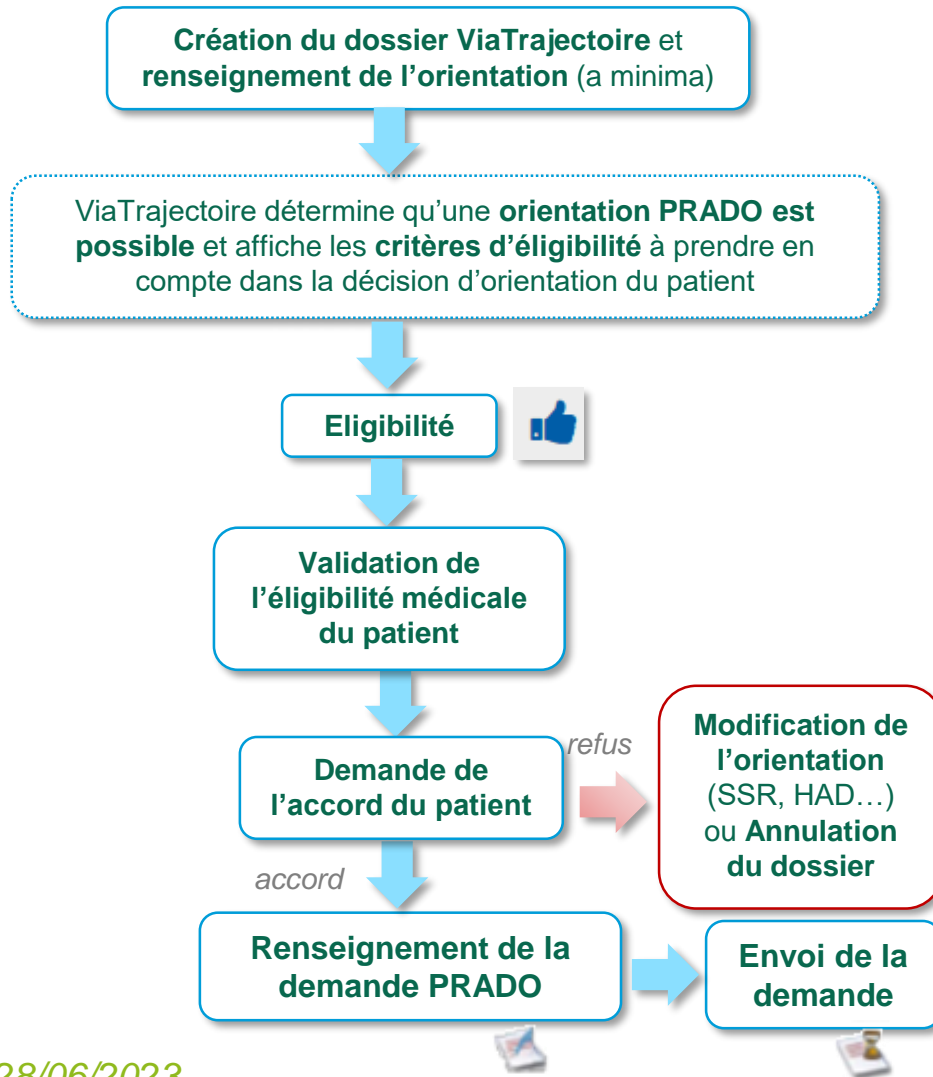 Création du dossier ViaTrajectoire et
renseignement de l’orientation (a minima)
ViaTrajectoire détermine qu’une orientation PRADO est
possible et affiche les critères d’éligibilité à prendre en
compte dans la décision d’orientation du patient
Eligibilité
Validation de
l’éligibilité médicale
du patient
Demande de
l’accord du patient
refus
Modification de
l’orientation
(SSR, HAD…)
ou Annulation
du dossier
accord
Renseignement de la
demande PRADO
Envoi de la
demande
28/06/2023